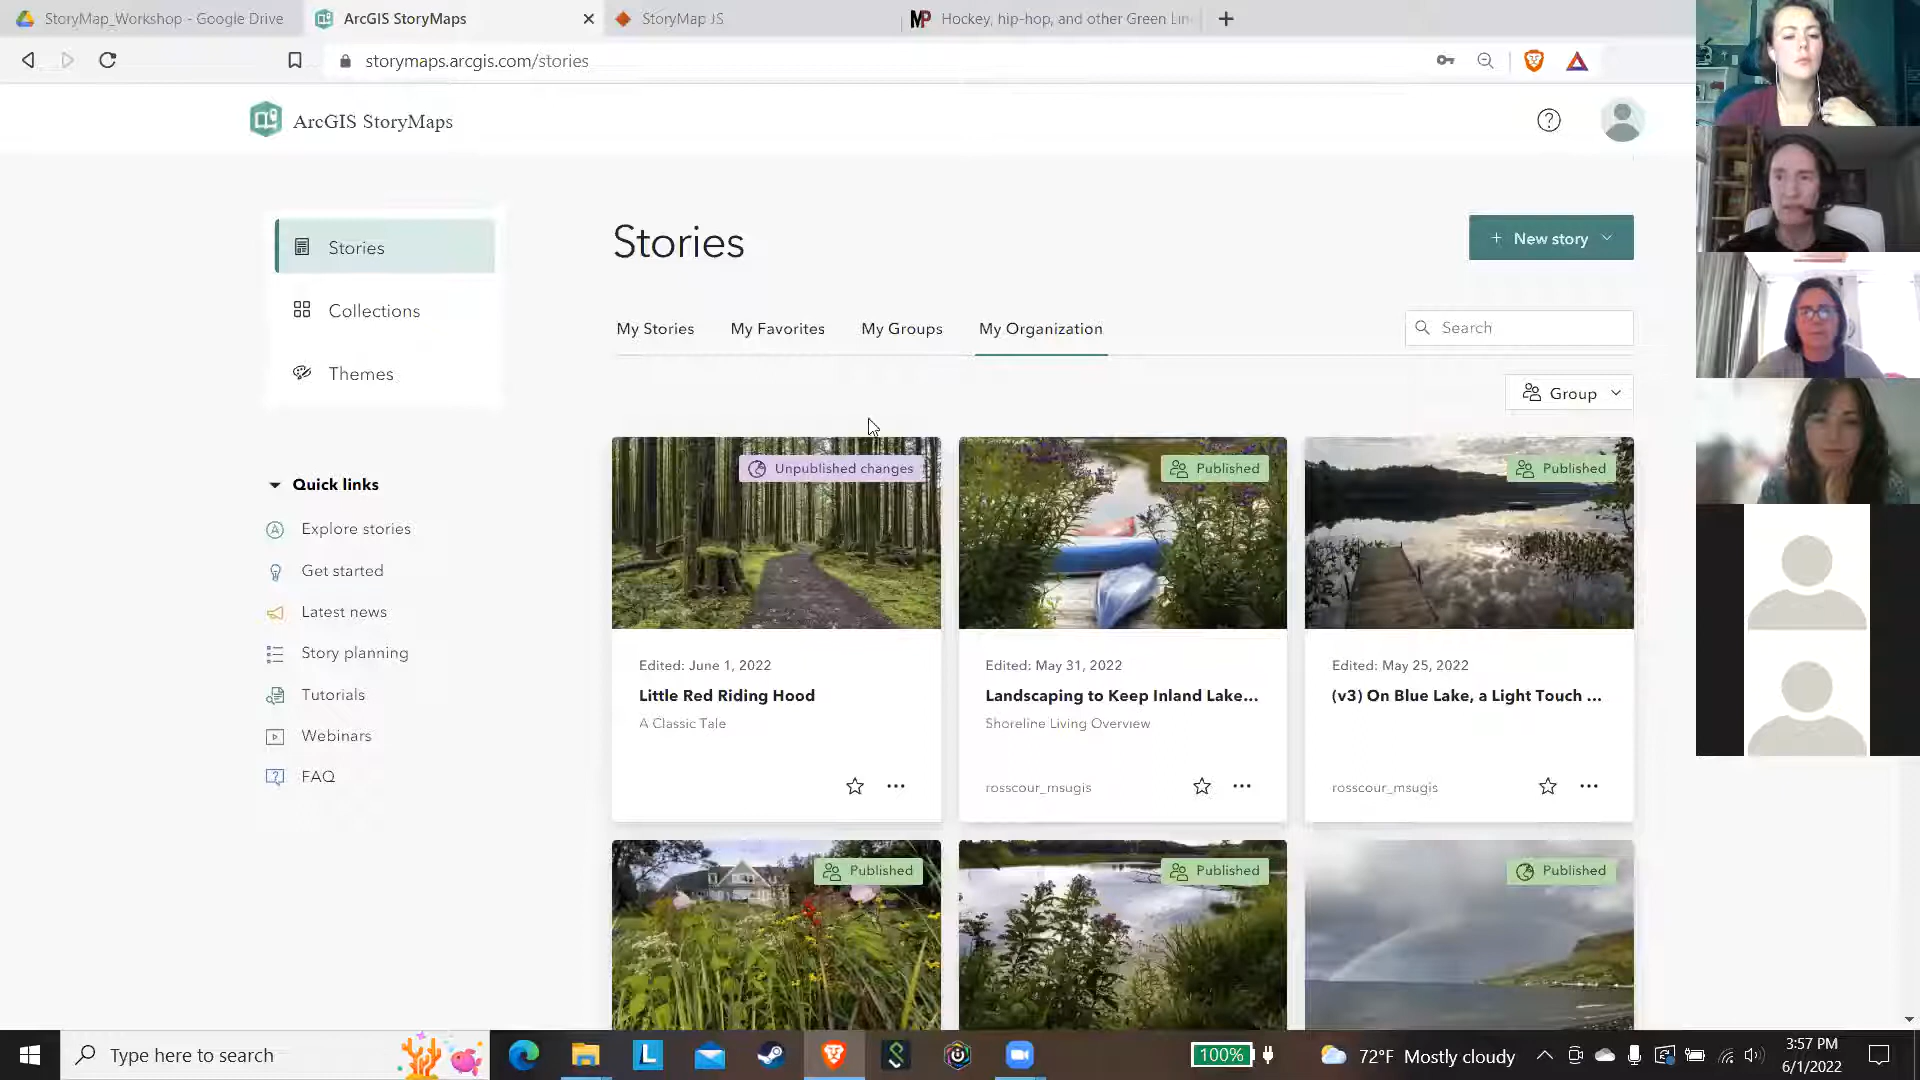 StoryMap_Workshop - Google Drive
ArcGIS StoryMaps
StoryMap JS
MP
Hockey, hip-hop, and other Green Lin
storymaps.arcgis.com/stories
ArcGIS StoryMaps
Stories
Collections
Themes
Quick links
Explore stories
Get started
Latest news
Story planning
Tutorials
Webinars
FAQ
Stories
+ New story
My Stories
My Favorites
My Groups
My Organization
Search
Group
Unpublished changes
Edited: June 1, 2022
Little Red Riding Hood
A Classic Tale
Published
Edited: May 31, 2022
Landscaping to Keep Inland Lake...
Shoreline Living Overview
rosscour_msugis
Published
Edited: May 25, 2022
(v3) On Blue Lake, a Light Touch ...
rosscour_msugis
Published
Published
Published
Type here to search
L
100%
72°F Mostly cloudy
3:57 PM
6/1/2022